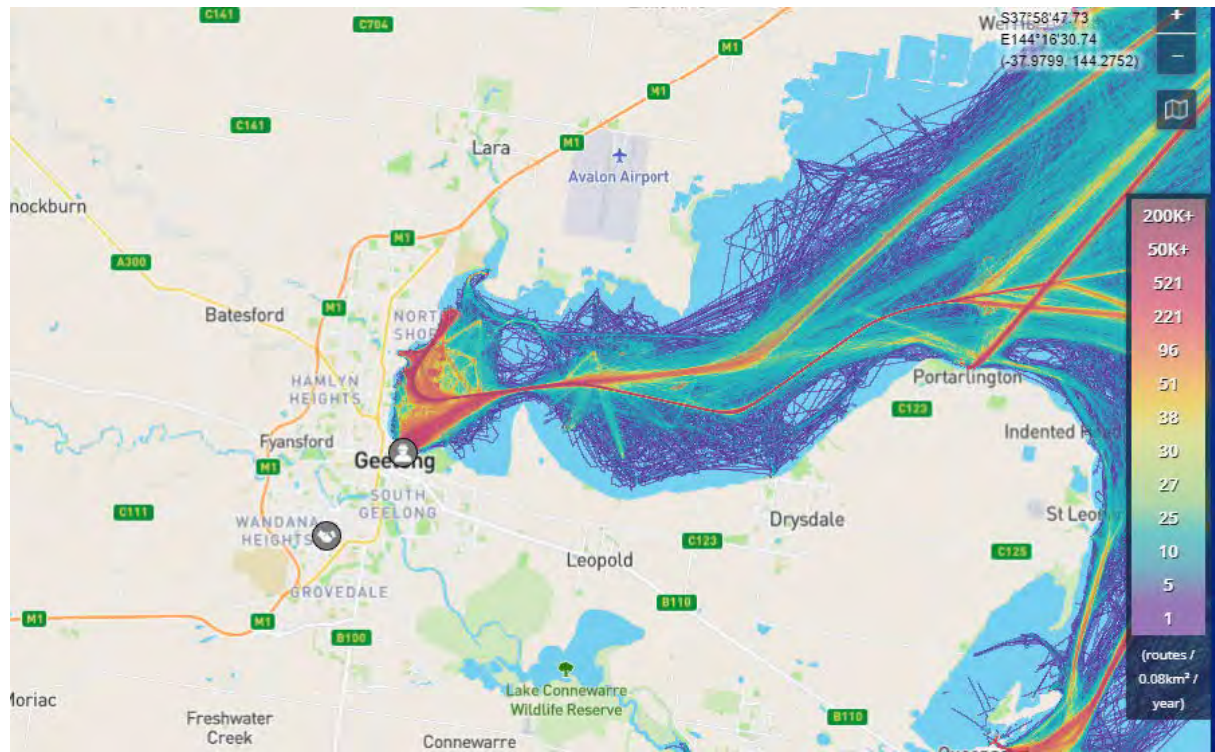 C141
C704
M1
S37°58'47.73
E144°16'30.74
(-37.9799, 144.2752)
+
−
M1
C141
M1
Lara
Avalon Airport
nockburn
M1
A300
Batesford
M1
NORT
SHOR
HAMLYN
HEIGHTS
Portarlington
C123
Fyansford
Geelong
M1
Indented
C111
SOUTH
GEELONG
WANDANA
HEIGHTS
Drysdale
St Leo
C123
Leopold
C125
GROVEDALE
B110
M1
M1
B100
Lake Connewarre
Wildlife Reserve
Moriac
Freshwater
Creek
Connewarre
B110
200K+
50K+
521
221
96
51
38
30
27
25
10
5
1
(routes /
0.08km² /
year)